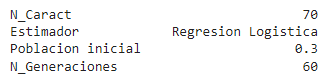 N_Caract 70
Estimador Regresion Logistica
Poblacion inicial 0.3
N_Generaciones 60